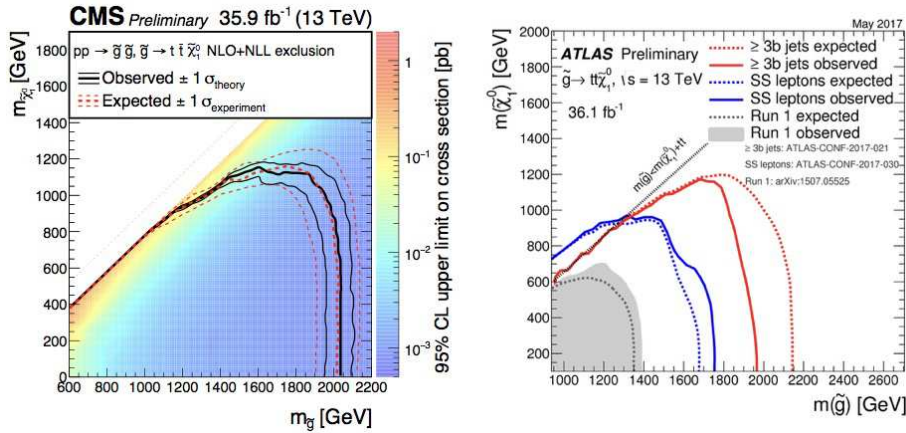 CMS Preliminary 35.9 fb⁻¹ (13 TeV)
pp → g̃ g̃, g̃ → t t̄ χ̃⁰₁ NLO+NLL exclusion
Observed ± 1 σ_theory
Expected ± 1 σ_experiment
m_χ̃⁰₁ [GeV]
1800
1600
1400
1200
1000
800
600
400
200
0
600 800 1000 1200 1400 1600 1800 2000 2200
m_g̃ [GeV]
1
10⁻¹
10⁻²
10⁻³
95% CL upper limit on cross section [pb]
May 2017
ATLAS Preliminary
g̃→ tt̄χ̃⁰₁, √s = 13 TeV
36.1 fb⁻¹
≥ 3b jets expected
≥ 3b jets observed
SS leptons expected
SS leptons observed
Run 1 expected
Run 1 observed
≥ 3b jets: ATLAS-CONF-2017-021
SS leptons: ATLAS-CONF-2017-030
Run 1: arXiv:1507.05525
m(g̃)<m(χ̃⁰₁)+tt
m(χ̃⁰₁) [GeV]
2000
1800
1600
1400
1200
1000
800
600
400
200
1000 1200 1400 1600 1800 2000 2200 2400 2600
m(g̃) [GeV]